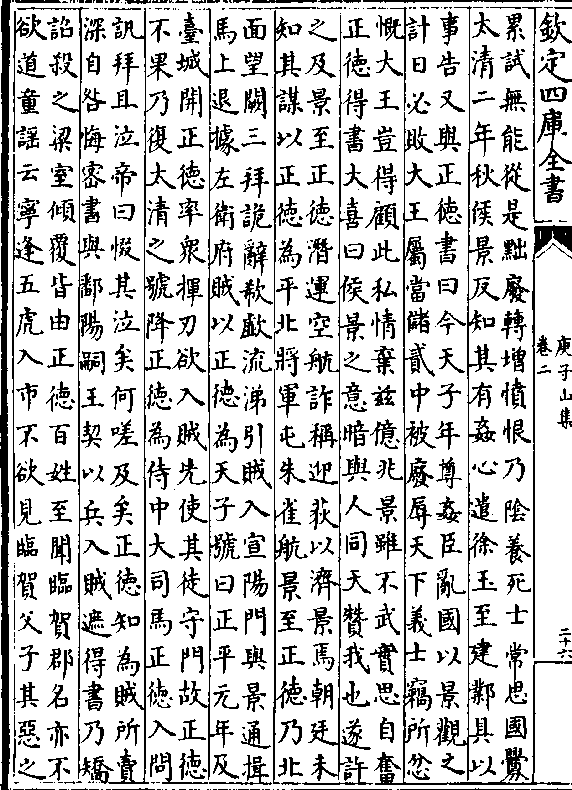 欽定四庫全書
庾子山集
卷二
二十六
累試無能從是黜廢轉增憤恨乃陰養死士常思國釁
太清二年秋侯景反知其有姦心遣徐玉至建鄴具以
事告又與正德書曰今天子年尊姦臣亂國以景觀之
計日必敗大王屬當儲貳中被廢辱天下義士竊所忿
慨大王豈得顧此私情棄茲億兆景雖不武實思自奮
正德得書大喜曰侯景之意暗與人同天贊我也遂許
之及景至正德潛運空舫詐稱迎荻以濟景馬朝廷未
知其謀以正德為平北將軍屯朱雀航景至正德乃北
面望闕三拜詭辭歔欷流涕引賊入宣陽門與景通揖
馬上退據左衛府賊以正德為天子號曰正平元年及
臺城開正德率衆揮刃欲入賊先使其徒守門故正德
不果乃復太清之號降正德為侍中大司馬正德入問
訊拜且泣帝曰惙其泣矣何嗟及矣正德知為賊所賣
深自咎悔密書與鄱陽嗣王契以兵入賊遮得書乃矯
詔殺之梁室傾覆皆由正德百姓至聞臨賀郡名亦不
欲道童謡云寧逢五虎入市不欲見臨賀父子其惡之